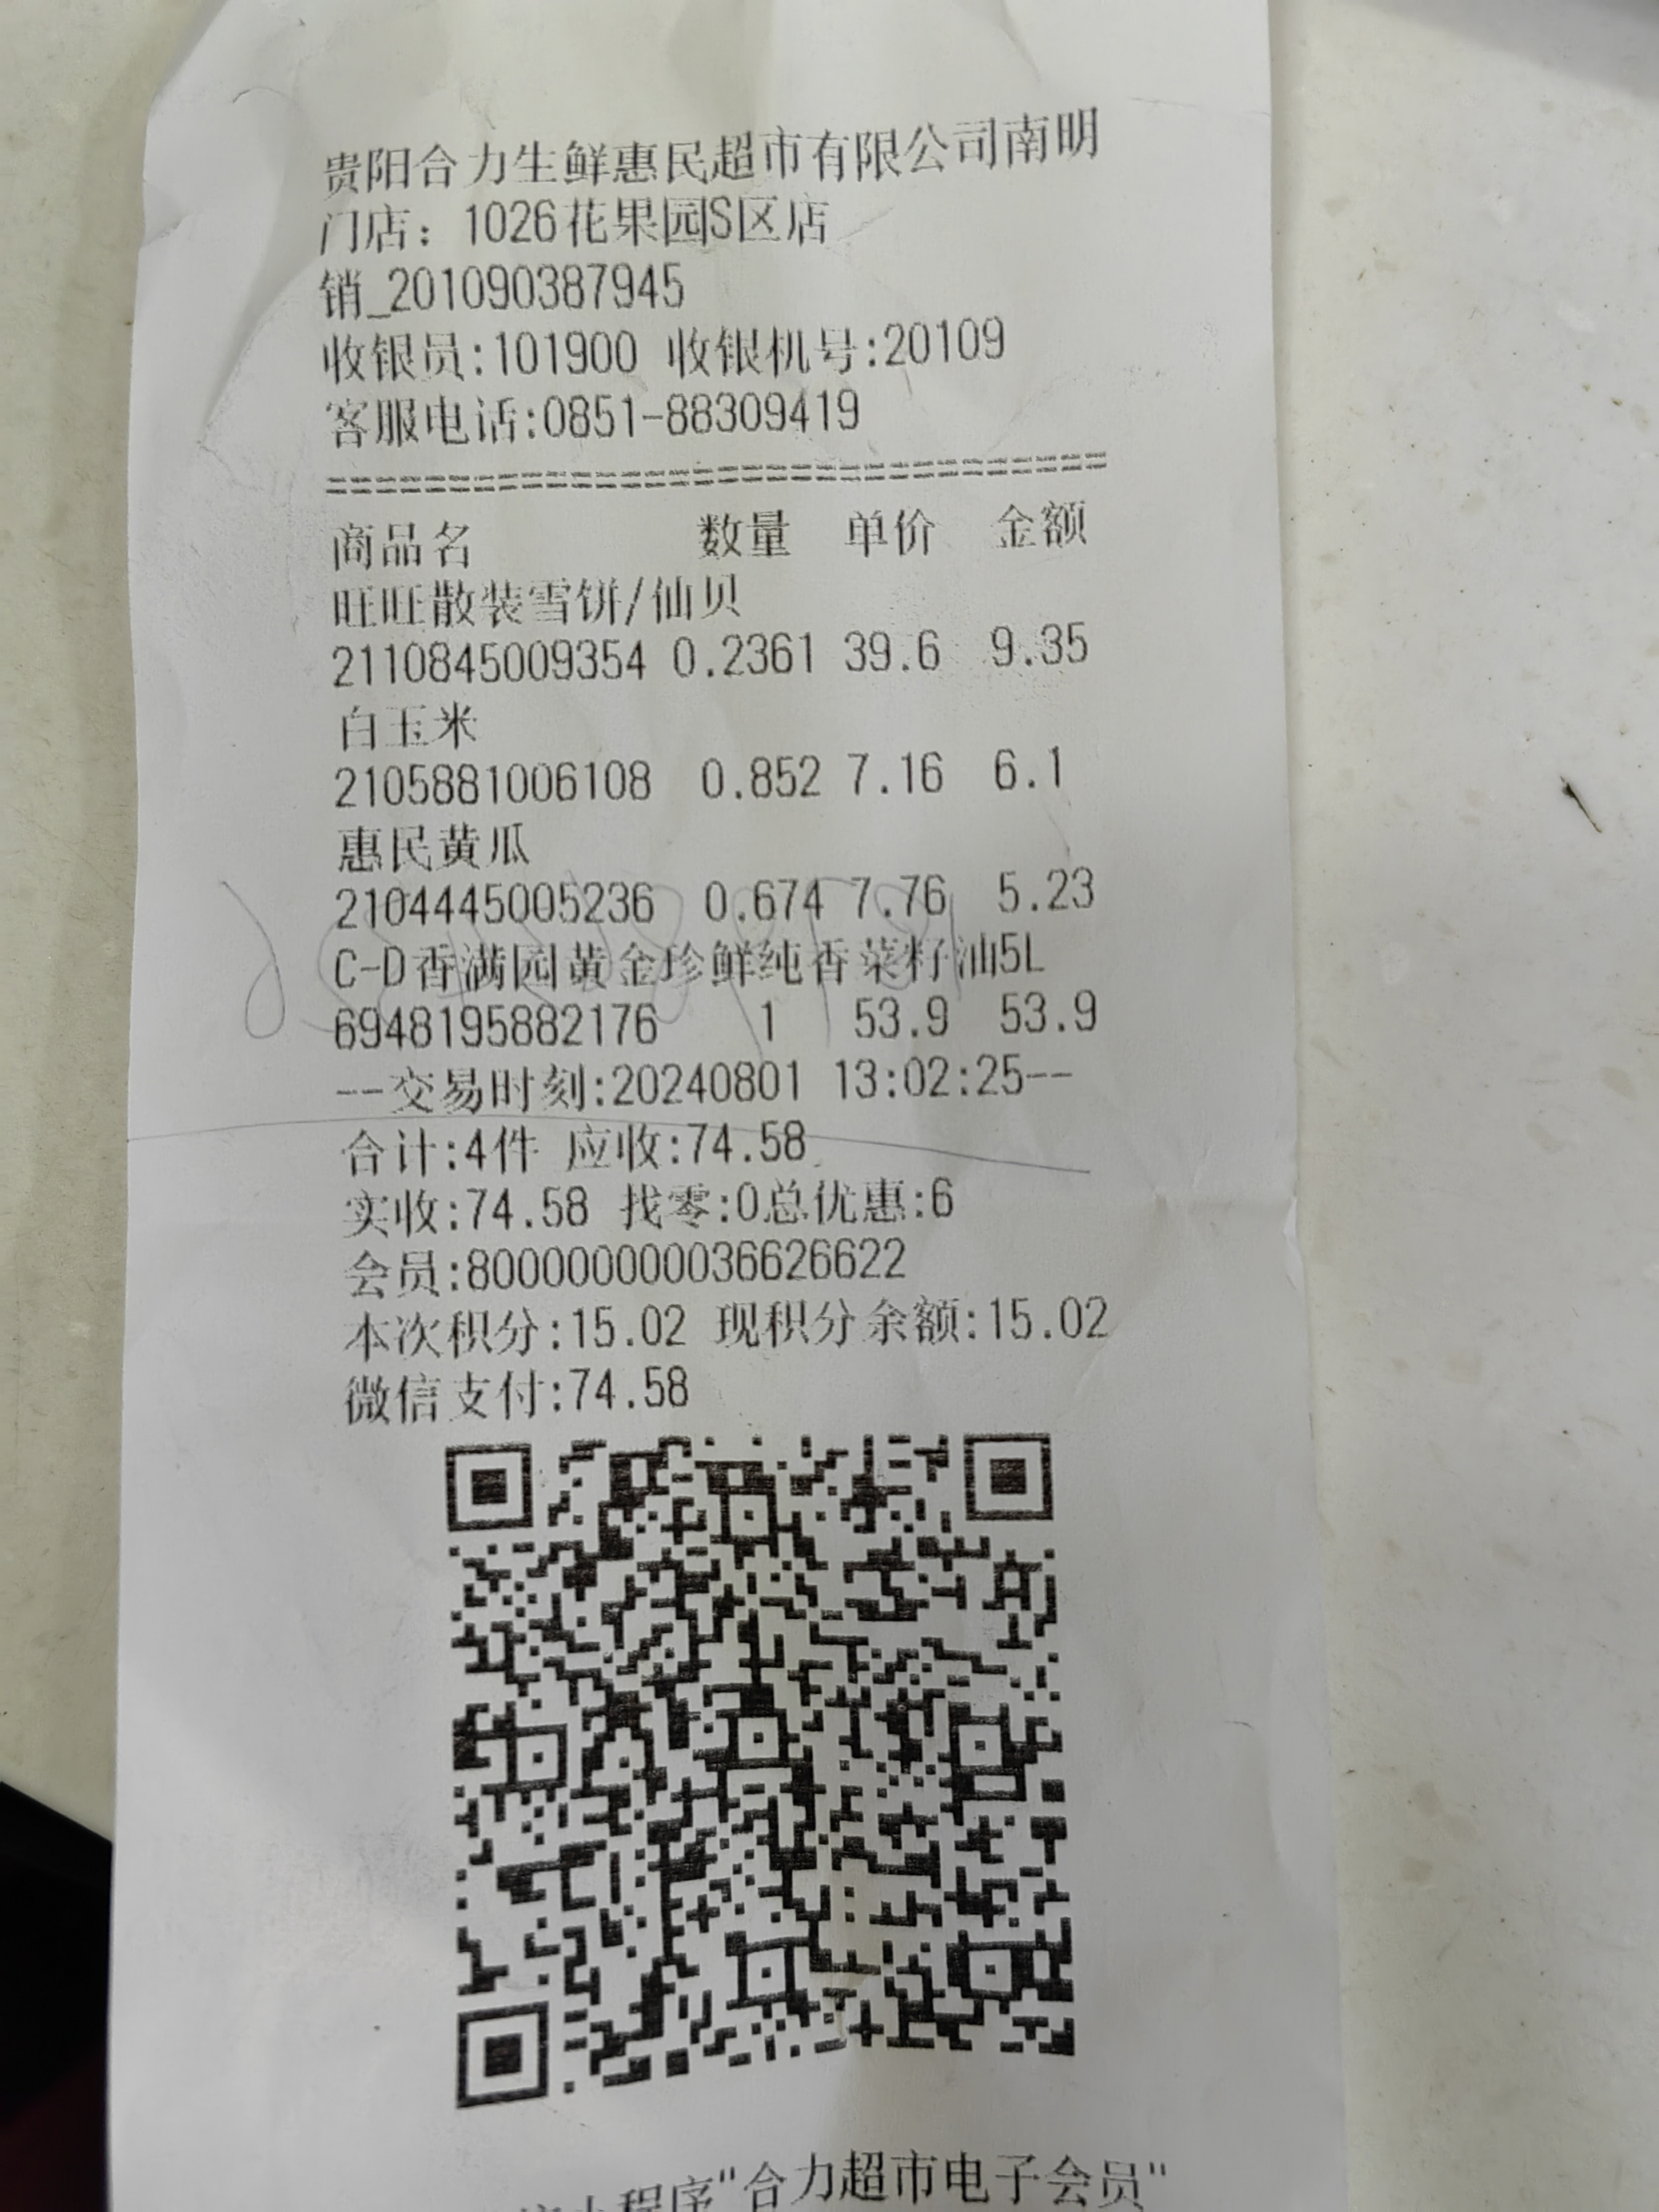 贵阳合力生鲜惠民超市有限公司南明
门店：1026花果园S区店
销_201090387945
收银员:101900 收银机号:20109
客服电话:0851-88309419
================================
商品名 数量 单价 金额
旺旺散装雪饼/仙贝
2110845009354 0.2361 39.6 9.35
白玉米
2105881006108 0.852 7.16 6.1
惠民黄瓜
2104445005236 0.674 7.76 5.23
C-D香满园黄金珍鲜纯香菜籽油5L
6948195882176 1 53.9 53.9
--交易时刻:20240801 13:02:25--
合计:4件 应收:74.58
实收:74.58 找零:0总优惠:6
会员:800000000036626622
本次积分:15.02 现积分余额:15.02
微信支付:74.58
小程序"合力超市电子会员"